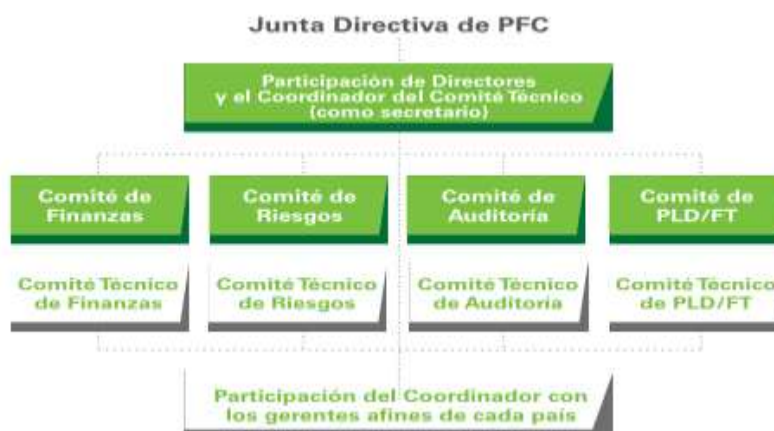 Junta Directiva de PFC
Participación de Directores
y el Coordinador del Comité Técnico
(como secretario)
Comité de
Finanzas
Comité de
Riesgos
Comité de
Auditoría
Comité de
PLD/FT
Comité Técnico
de Finanzas
Comité Técnico
de Riesgos
Comité Técnico
de Auditoría
Comité Técnico
de PLD/FT
Participación del Coordinador con
los gerentes afines de cada país